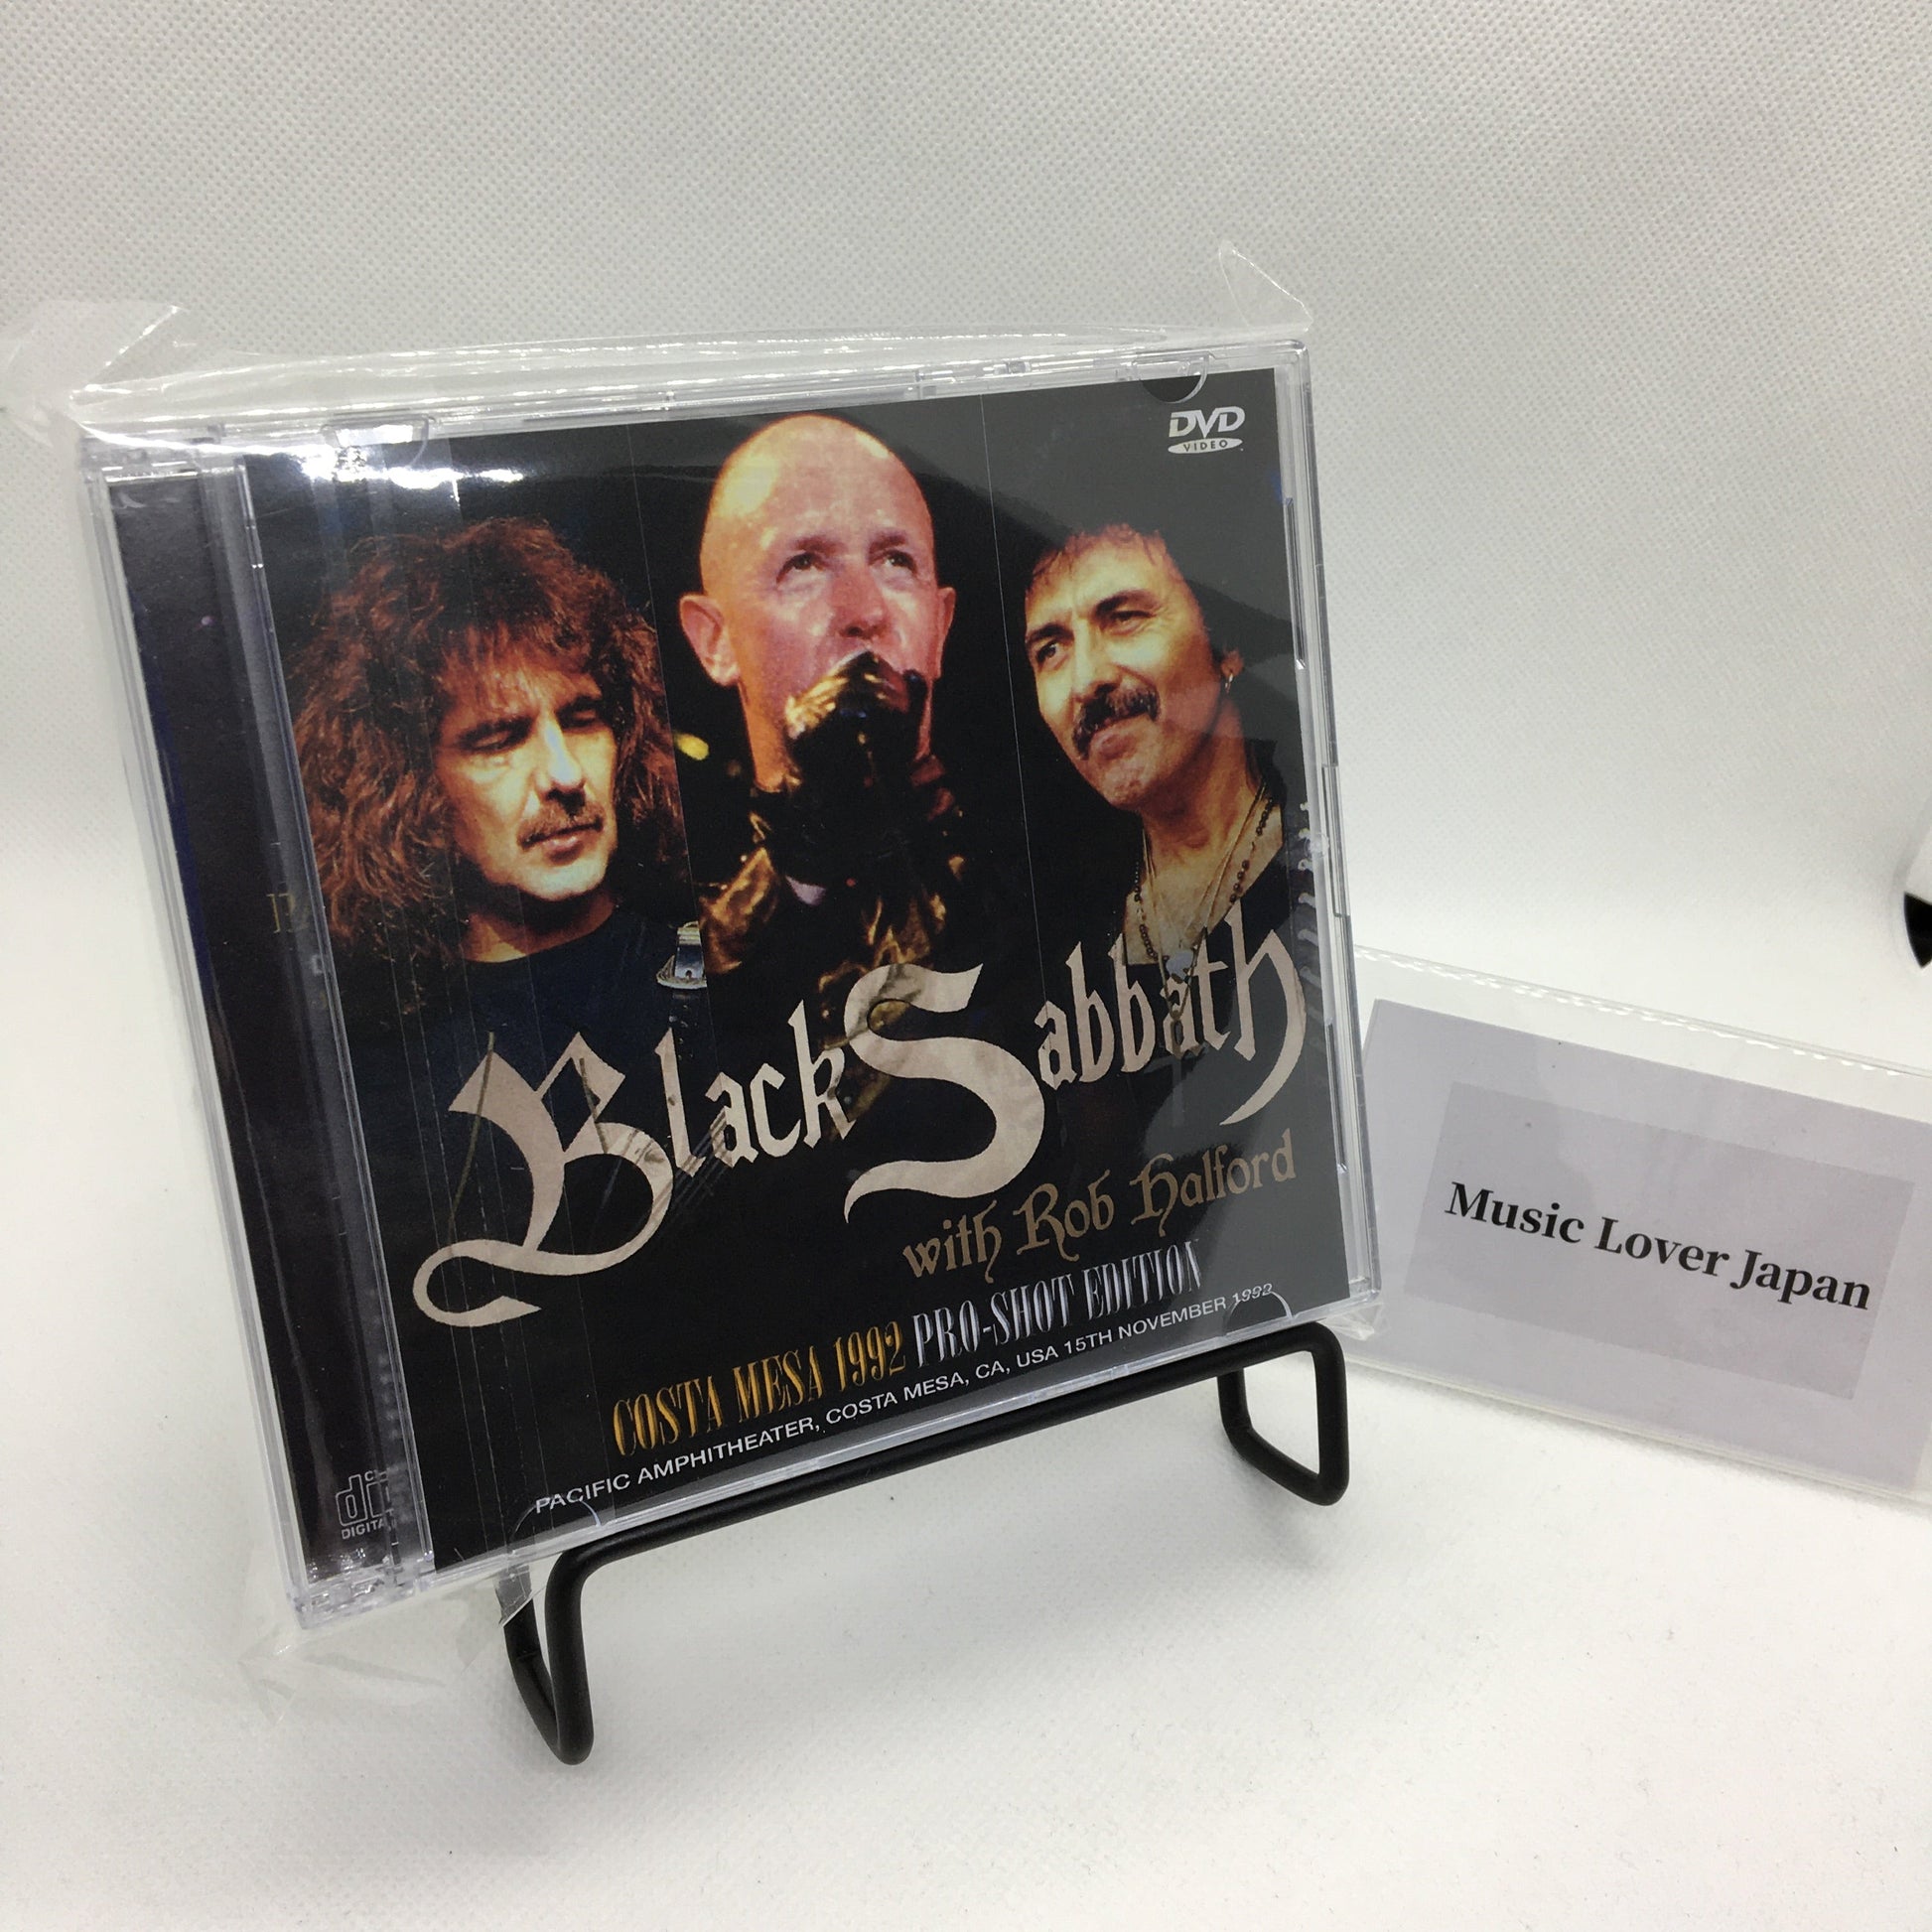 DVD
VIDEO
Black Sabbath
with Rob Halford
COSTA MESA 1992 PRO-SHOT EDITION
PACIFIC AMPHITHEATER, COSTA MESA, CA, USA 15TH NOVEMBER 1992
Music Lover Japan